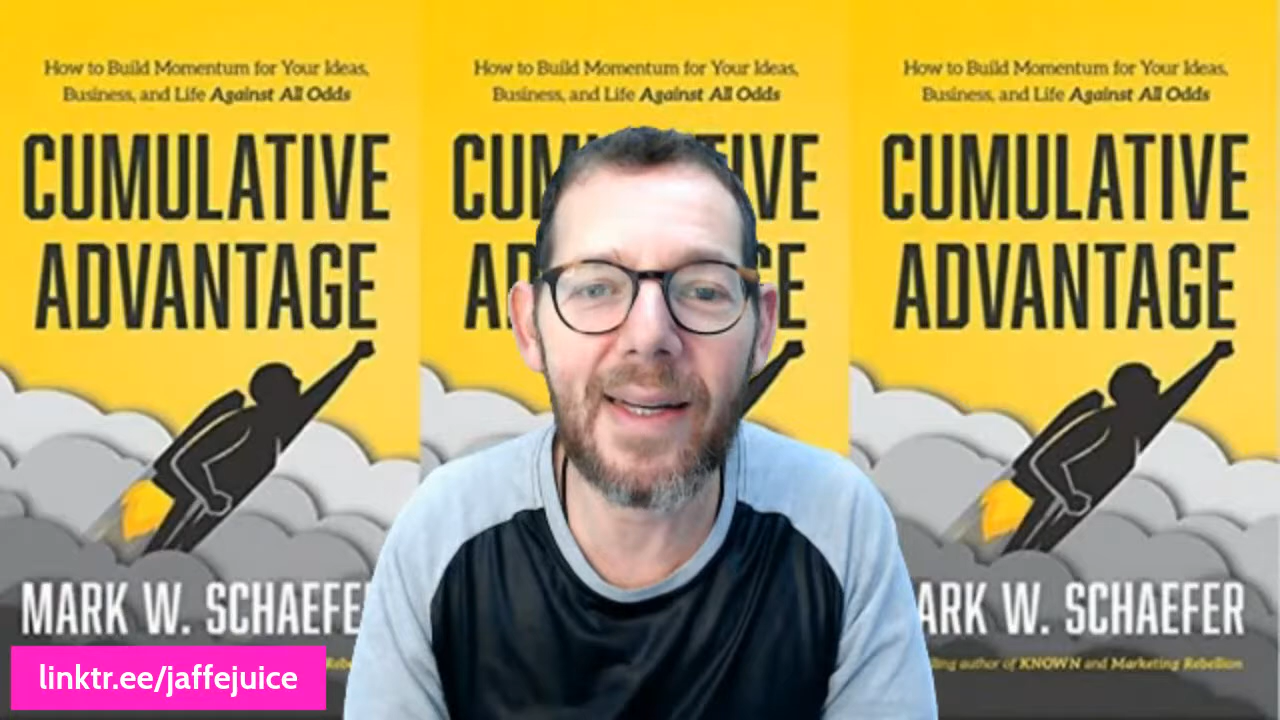 How to Build Momentum for Your Ideas,
Business, and Life Against All Odds
CUMULATIVE
ADVANTAGE
MARK W. SCHAEFE
How to Build Momentum for Your Ideas,
Business, and Life Against All Odds
How to Build Momentum for Your Ideas,
Business, and Life Against All Odds
CUMULATIVE
ADVANTAGE
ARK W. SCHAEFER
author of KNOWN and Marketing Rebellion
linktr.ee/jaffejuice